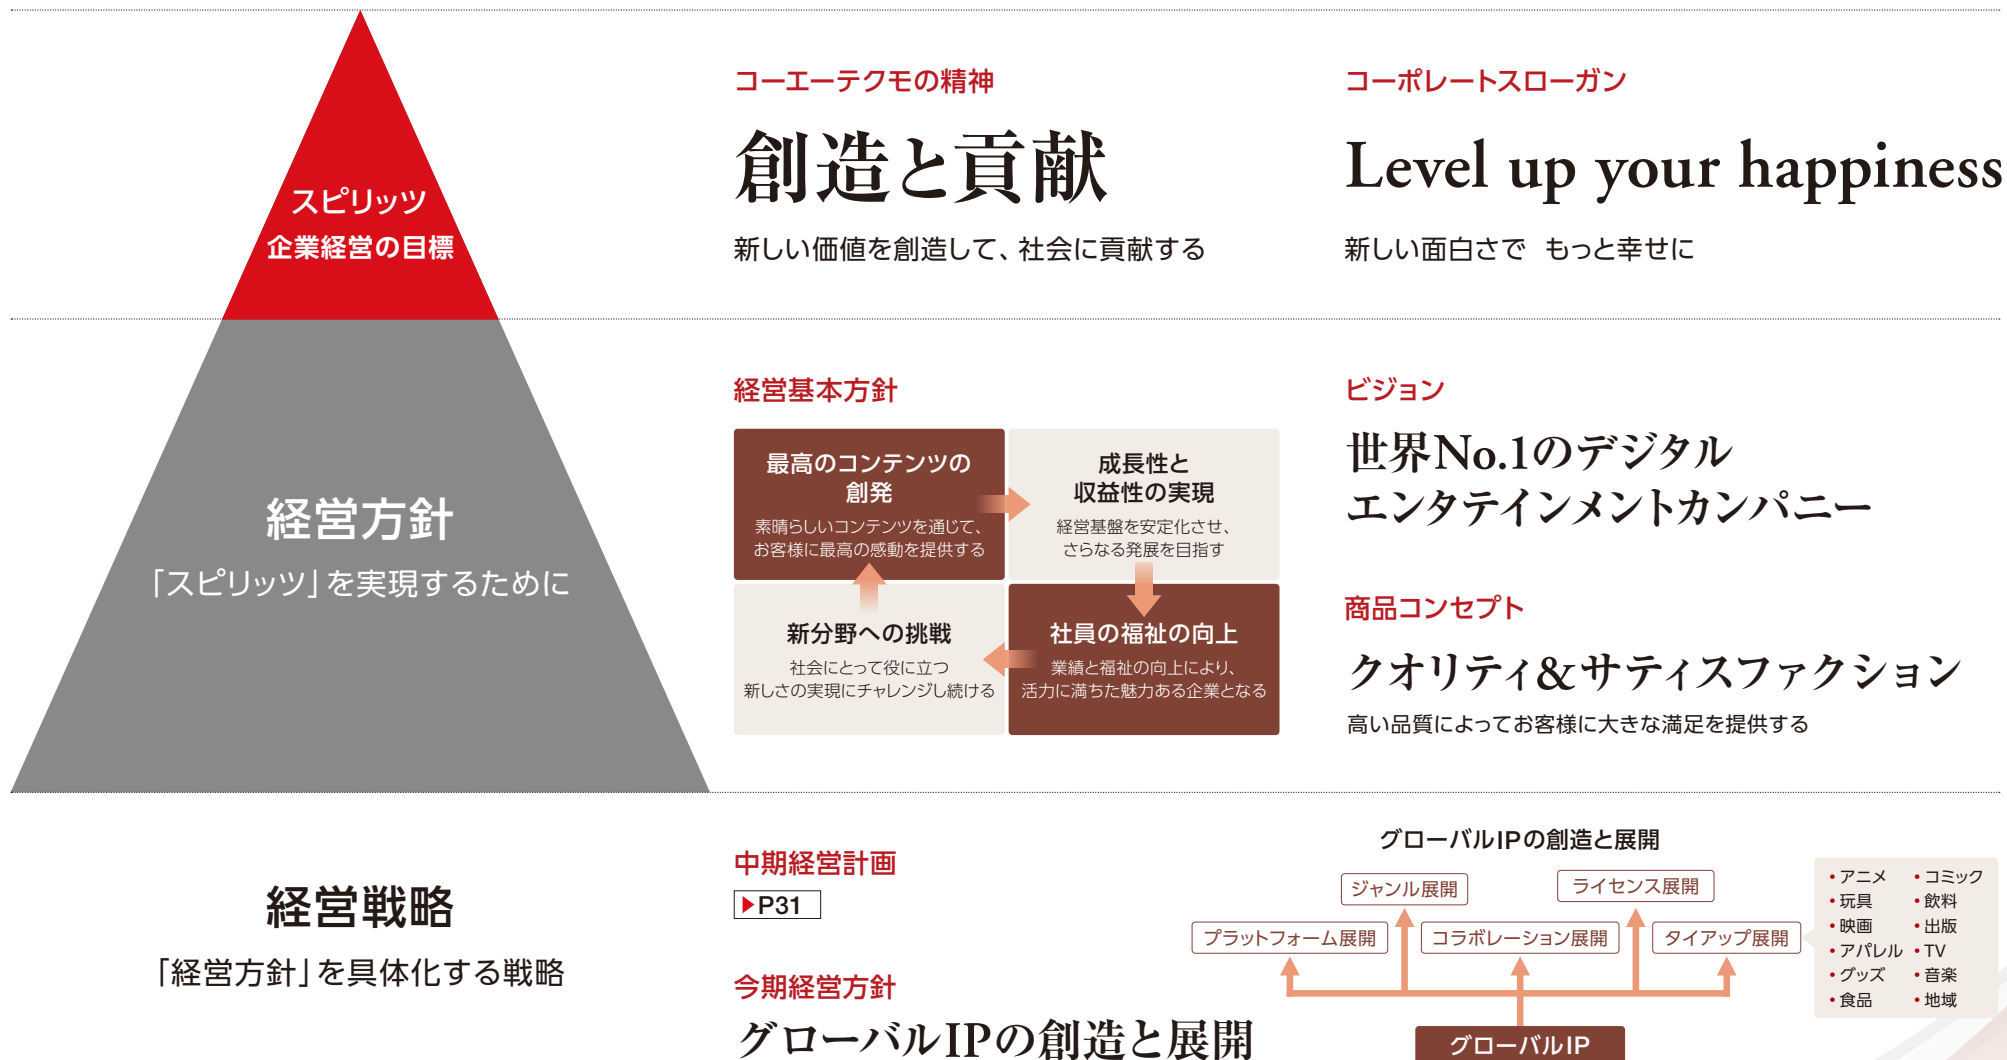 スピリッツ
企業経営の目標
コーエーテクモの精神
創造と貢献
新しい価値を創造して、社会に貢献する
コーポレートスローガン
Level up your happiness
新しい面白さで もっと幸せに
経営方針
「スピリッツ」を実現するために
経営基本方針
最高のコンテンツの
創発
素晴らしいコンテンツを通じて、
お客様に最高の感動を提供する
成長性と
収益性の実現
経営基盤を安定化させ、
さらなる発展を目指す
新分野への挑戦
社会にとって役に立つ
新しさの実現にチャレンジし続ける
社員の福祉の向上
業績と福祉の向上により、
活力に満ちた魅力ある企業となる
ビジョン
世界No.1のデジタル
エンタテインメントカンパニー
商品コンセプト
クオリティ&サティスファクション
高い品質によってお客様に大きな満足を提供する
経営戦略
「経営方針」を具体化する戦略
中期経営計画
P31
今期経営方針
グローバルIPの創造と展開
グローバルIPの創造と展開
ジャンル展開
ライセンス展開
プラットフォーム展開
コラボレーション展開
タイアップ展開
•アニメ •コミック
•玩具 •飲料
•映画 •出版
•アパレル •TV
•グッズ •音楽
•食品 •地域
グローバルIP